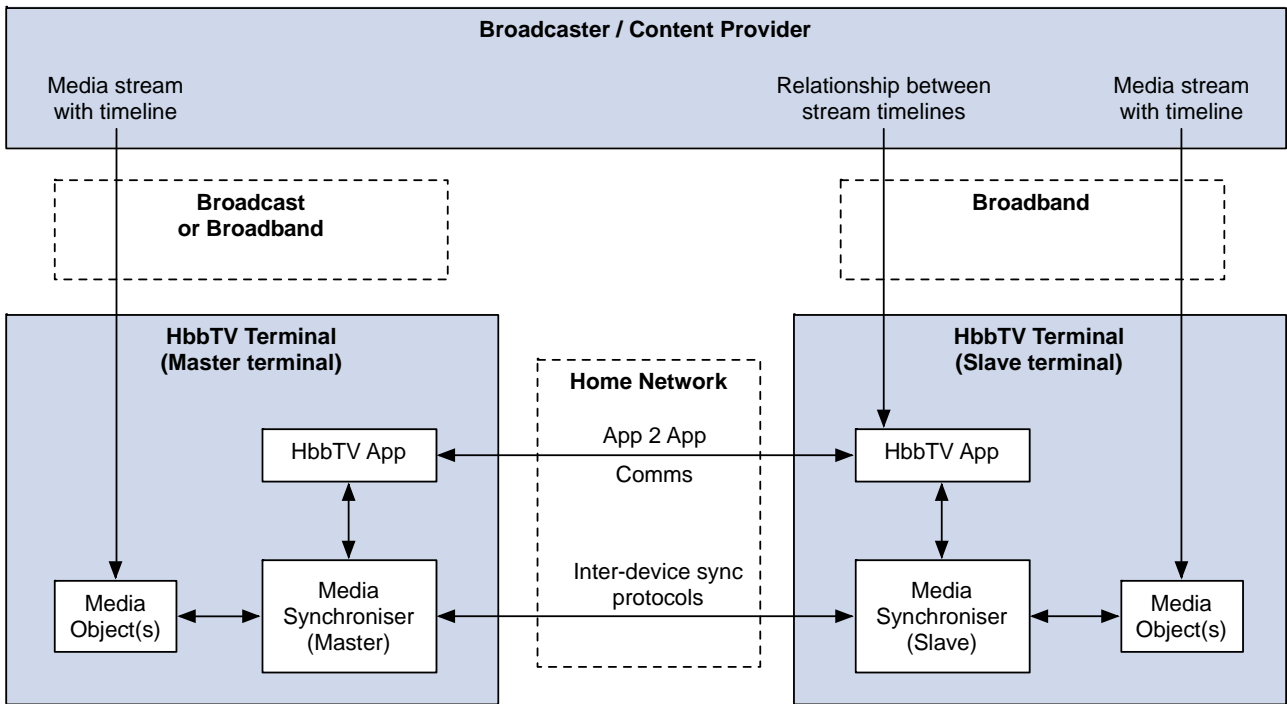 Broadcaster / Content Provider
Media stream
with timeline
Relationship between
stream timelines
Media stream
with timeline
Broadcast
or Broadband
Broadband
HbbTV Terminal
(Master terminal)
HbbTV Terminal
(Slave terminal)
Home Network
HbbTV App
App 2 App
Comms
HbbTV App
Inter-device sync
protocols
Media
Object(s)
Media
Synchroniser
(Master)
Media
Synchroniser
(Slave)
Media
Object(s)